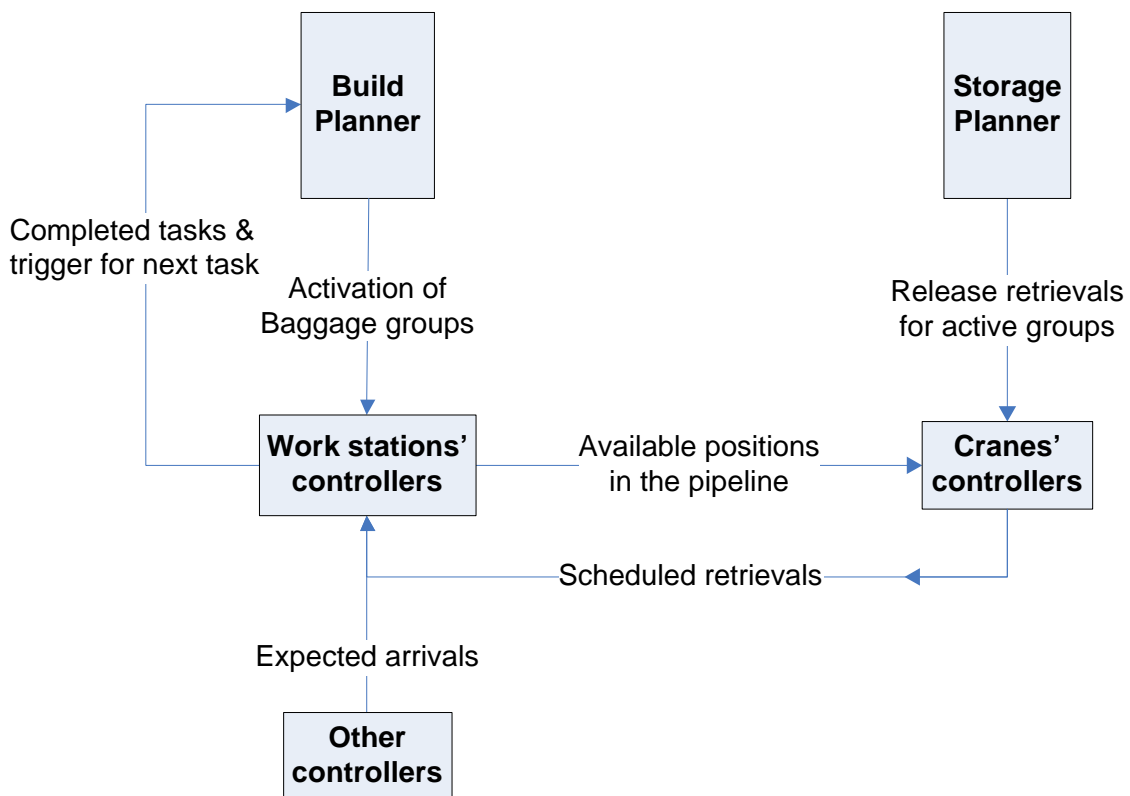 Build
Planner
Storage
Planner
Completed tasks &
trigger for next task
Activation of
Baggage groups
Release retrievals
for active groups
Work stations’
controllers
Available positions
in the pipeline
Cranes’
controllers
Scheduled retrievals
Expected arrivals
Other
controllers